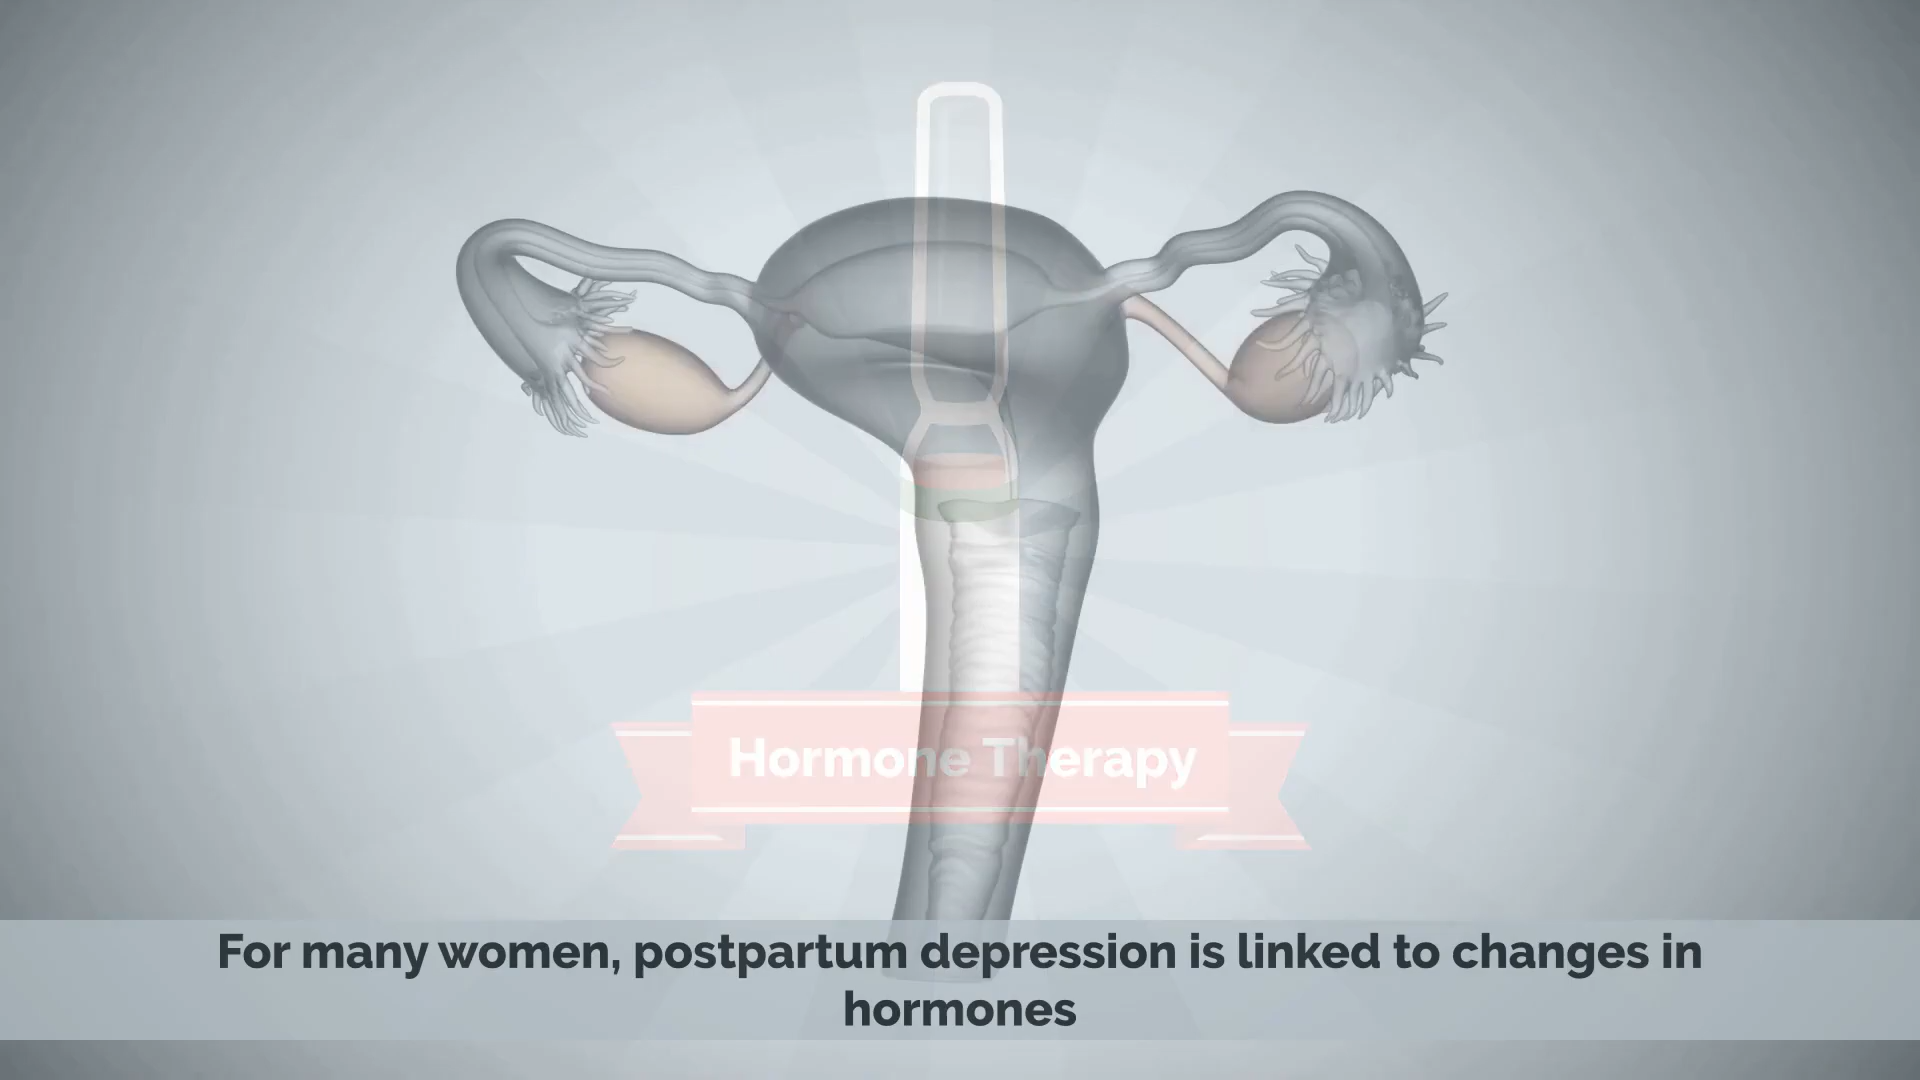 Hormone Therapy
For many women, postpartum depression is linked to changes in
hormones